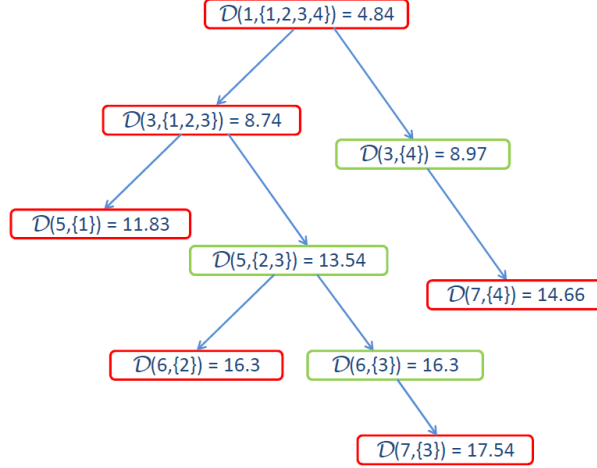 𝒟(1,{1,2,3,4}) = 4.84
𝒟(3,{1,2,3}) = 8.74
𝒟(3,{4}) = 8.97
𝒟(5,{1}) = 11.83
𝒟(5,{2,3}) = 13.54
𝒟(7,{4}) = 14.66
𝒟(6,{2}) = 16.3
𝒟(6,{3}) = 16.3
𝒟(7,{3}) = 17.54